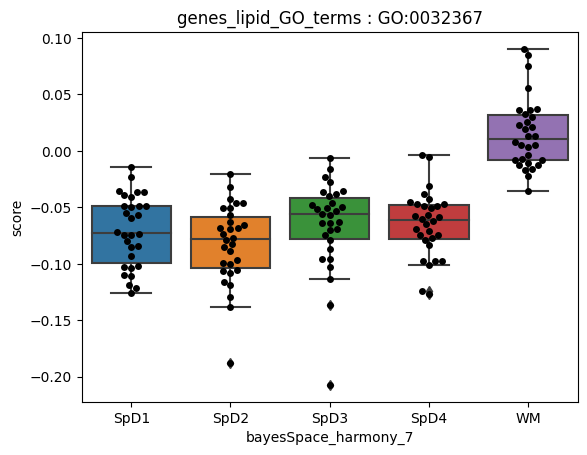 genes_lipid_GO_terms : GO:0032367
0.10
0.05
0.00
−0.05
−0.10
−0.15
−0.20
score
SpD1 SpD2 SpD3 SpD4 WM
bayesSpace_harmony_7